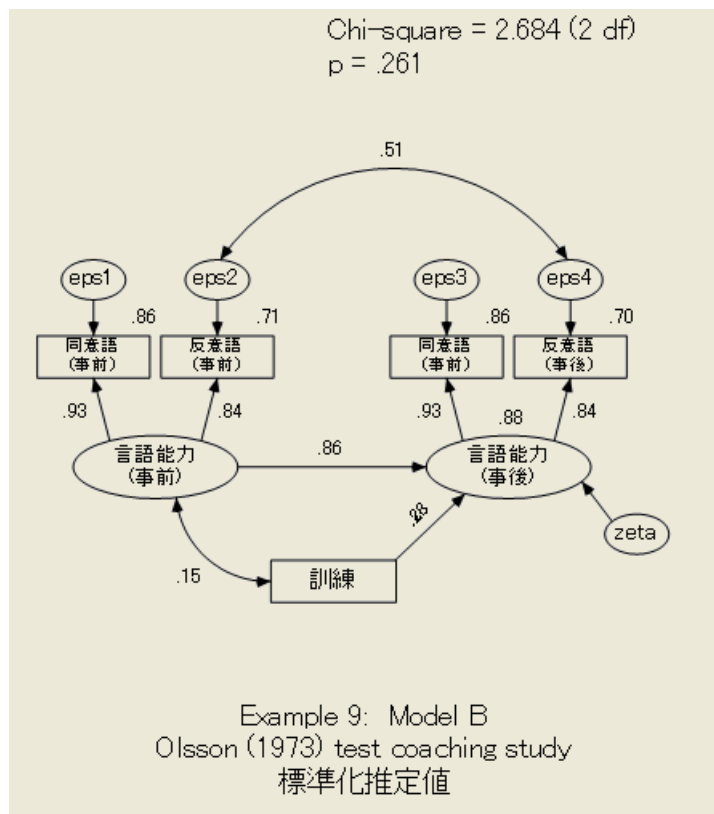 Chi-square = 2.684 (2 df)
p = .261
.51
eps1
eps2
eps3
eps4
.86
.71
.86
.70
同意語
(事前)
反意語
(事前)
同意語
(事前)
反意語
(事後)
.93
.84
.93
.88
.84
言語能力
(事前)
.86
言語能力
(事後)
zeta
.15
訓練
Example 9: Model B
Olsson (1973) test coaching study
標準化推定値